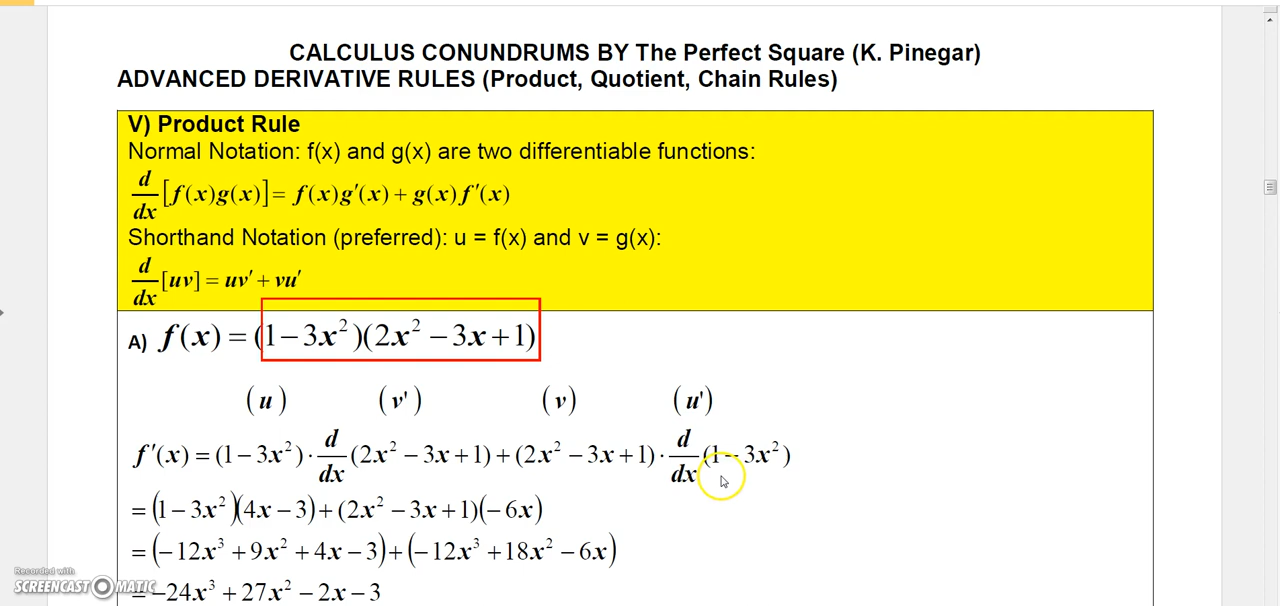 CALCULUS CONUNDRUMS BY The Perfect Square (K. Pinegar)
ADVANCED DERIVATIVE RULES (Product, Quotient, Chain Rules)
V) Product Rule
Normal Notation: f(x) and g(x) are two differentiable functions:
d/dx [f(x)g(x)] = f(x)g′(x) + g(x)f′(x)
Shorthand Notation (preferred): u = f(x) and v = g(x):
d/dx [uv] = uv′ + vu′
A) f(x) = (1 − 3x²)(2x² − 3x + 1)
(u) (v') (v) (u')
f′(x) = (1 − 3x²) · d/dx (2x² − 3x + 1) + (2x² − 3x + 1) · d/dx (1 − 3x²)
= (1 − 3x²)(4x − 3) + (2x² − 3x + 1)(− 6x)
= (−12x³ + 9x² + 4x − 3) + (−12x³ + 18x² − 6x)
= −24x³ + 27x² − 2x − 3
Recorded with
SCREENCAST-O-MATIC